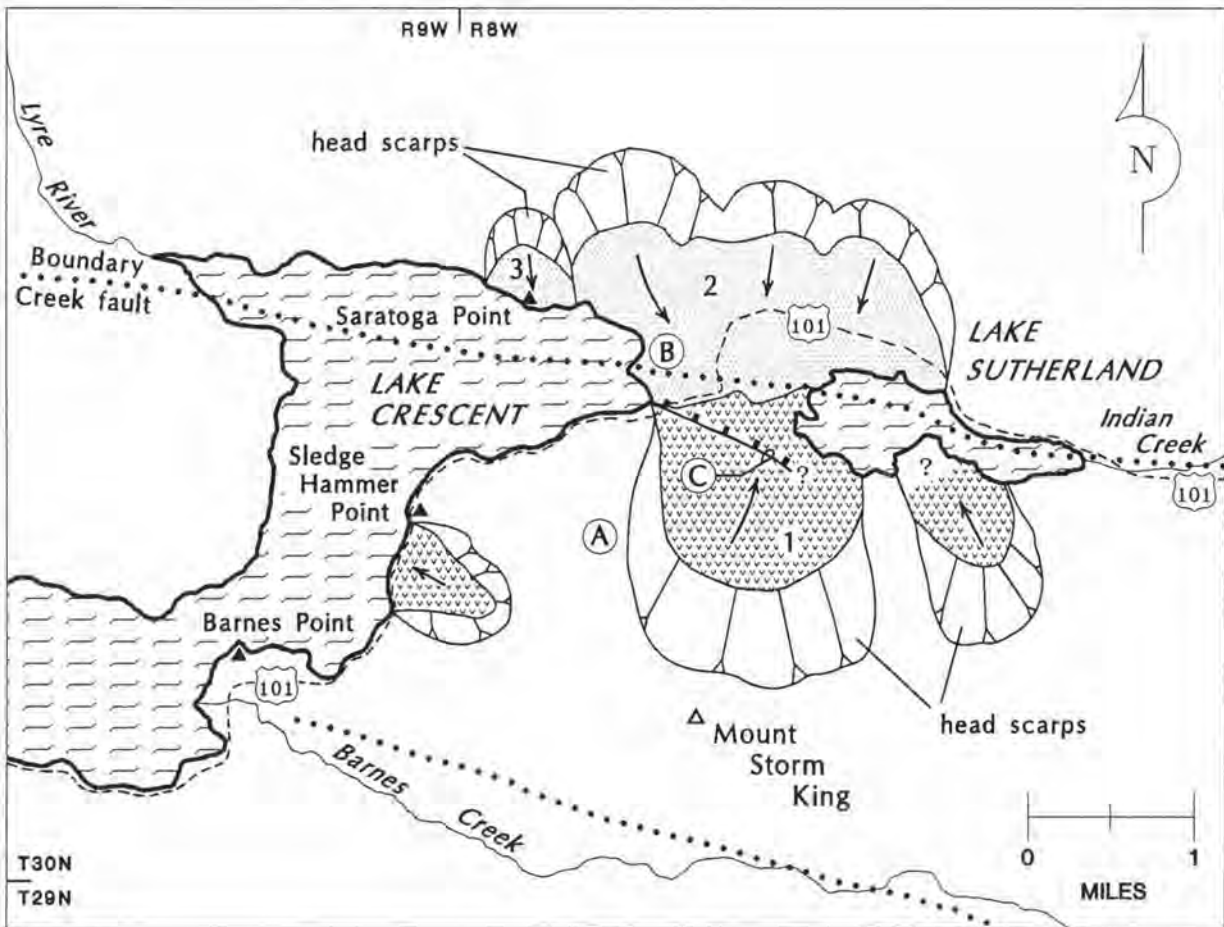 R9W R8W
Lyre
River
head scarps
N
Boundary
Creek fault
3
2
Saratoga Point
101
B
LAKE
SUTHERLAND
LAKE
CRESCENT
Indian
Creek
101
Sledge
Hammer
Point
C
?
?
A
1
Barnes Point
101
head scarps
Mount
Storm
King
Barnes
Creek
T30N
T29N
0 1
MILES